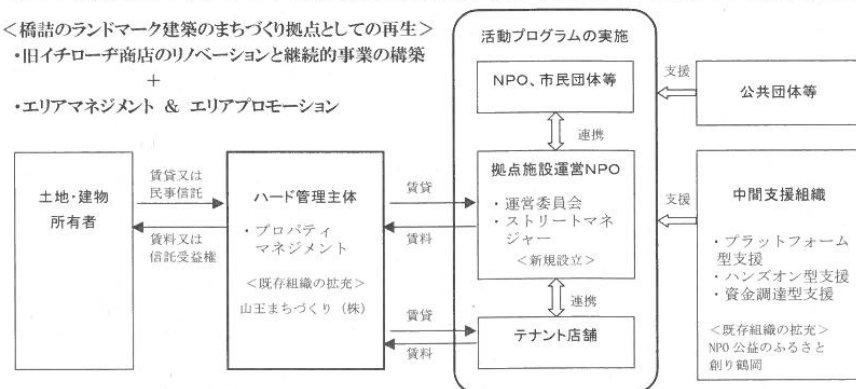 ＜橋詰のランドマーク建築のまちづくり拠点としての再生＞
・旧イチローヂ商店のリノベーションと継続的事業の構築
＋
・エリアマネジメント ＆ エリアプロモーション
活動プログラムの実施
NPO、市民団体等
支援
公共団体等
連携
土地・建物
所有者
賃貸又は
民事信託
賃料又は
信託受益権
ハード管理主体
・プロパティ
マネジメント
＜既存組織の拡充＞
山王まちづくり（株）
賃貸
賃料
拠点施設運営NPO
・運営委員会
・ストリートマネ
ジャー
＜新規設立＞
支援
中間支援組織
・プラットフォーム
型支援
・ハンズオン型支援
・資金調達型支援
＜既存組織の拡充＞
NPO 公益のふるさと
創り鶴岡
連携
賃貸
賃料
テナント店舗